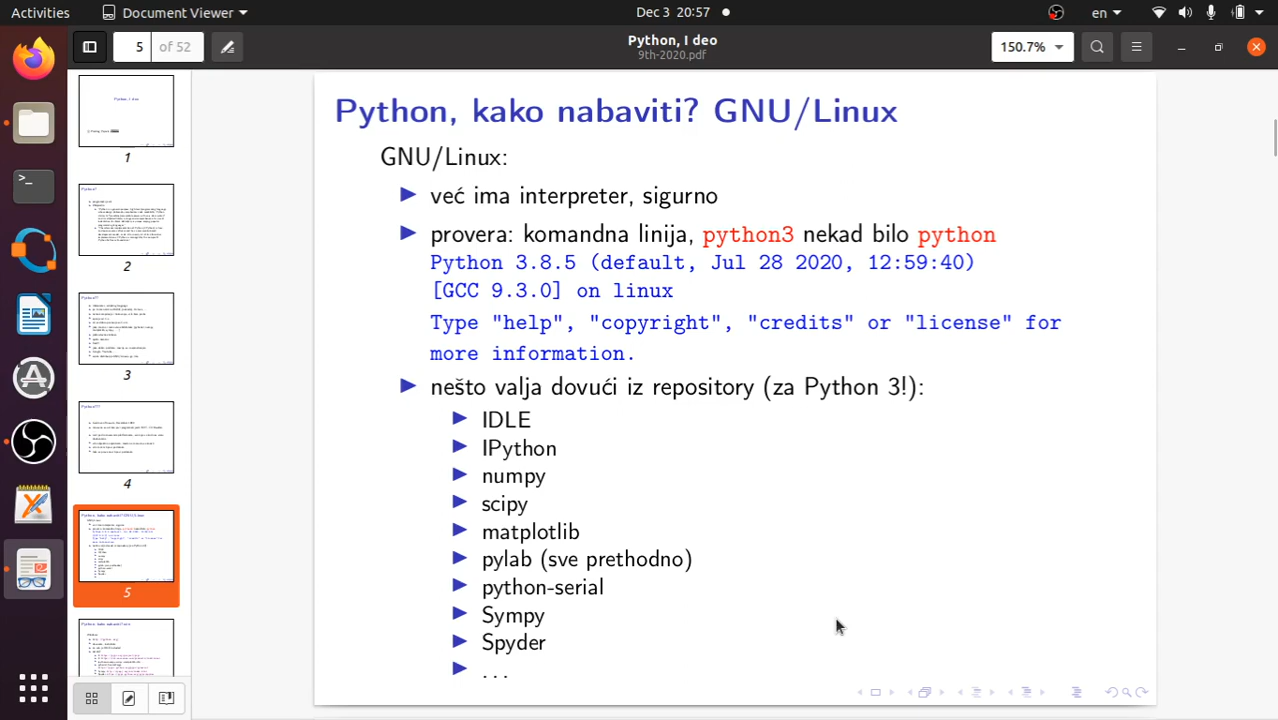 Activities
Document Viewer
Dec 3 20:57
en
5
of 52
Python, I deo
9th-2020.pdf
150.7%
1
2
3
4
5
Python, kako nabaviti? GNU/Linux
GNU/Linux:
već ima interpreter, sigurno
provera: komandna linija, python3 nekad bilo python
Python 3.8.5 (default, Jul 28 2020, 12:59:40)
[GCC 9.3.0] on linux
Type "help", "copyright", "credits" or "license" for
more information.
nešto valja dovući iz repository (za Python 3!):
IDLE
IPython
numpy
scipy
matplotlib
pylab (sve prethodno)
python-serial
Sympy
Spyder
...